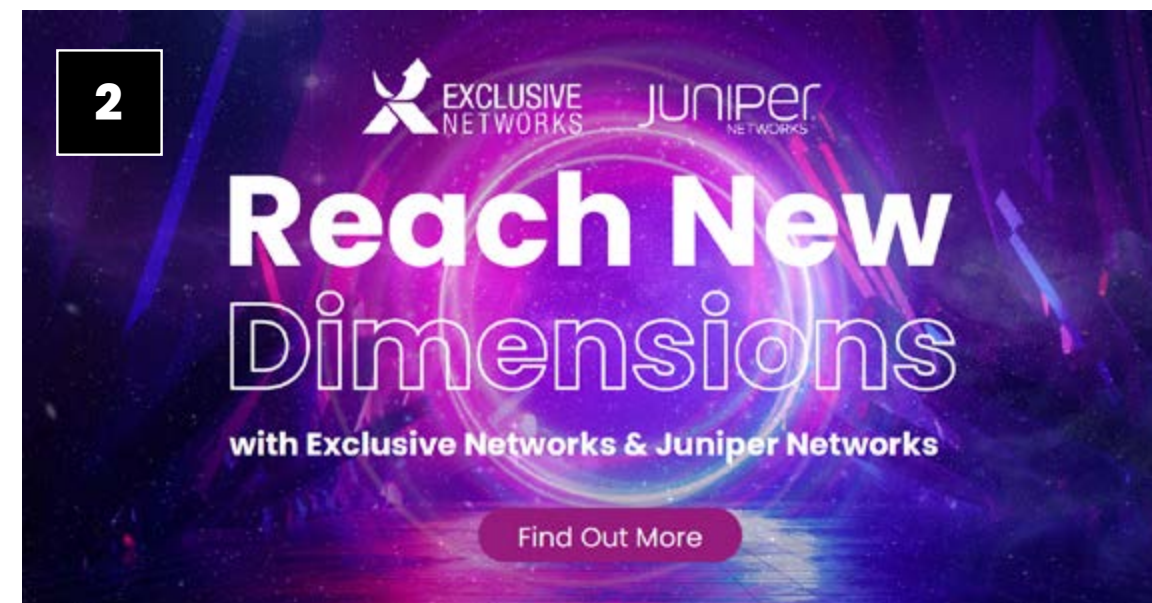 2
EXCLUSIVE
NETWORKS
JUNIPEr
NETWORKS
Reach New
Dimensions
with Exclusive Networks & Juniper Networks
Find Out More